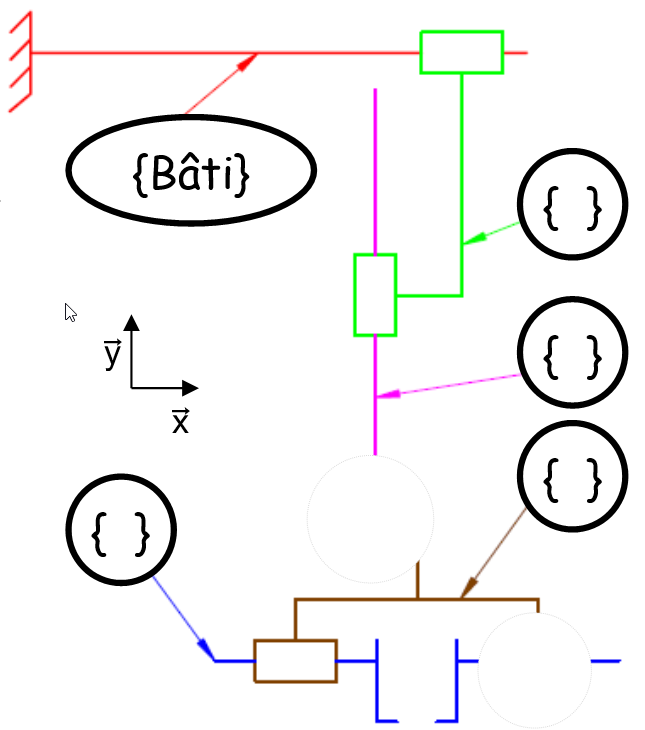 {Bâti}
{ }
{ }
y⃗
x⃗
{ }
{ }